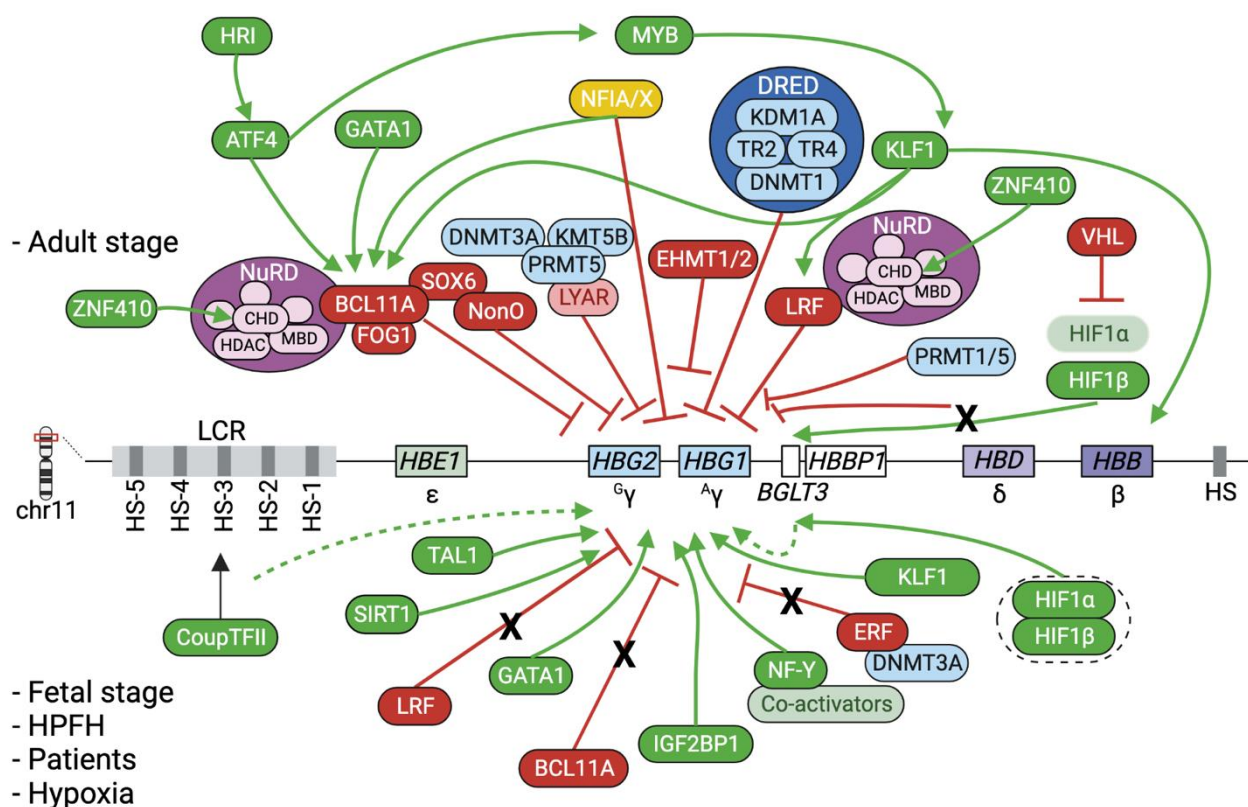 HRI
MYB
DRED
NFIA/X
KDM1A
ATF4
GATA1
TR2
TR4
KLF1
DNMT1
ZNF410
- Adult stage
DNMT3A
KMT5B
NuRD
VHL
PRMT5
EHMT1/2
NuRD
SOX6
CHD
ZNF410
BCL11A
LYAR
LRF
HDAC
MBD
CHD
NonO
HIF1α
HDAC
MBD
FOG1
PRMT1/5
HIF1β
X
LCR
HBE1
HBG2
HBG1
HBBP1
HBD
HBB
chr11
HS-5
HS-4
HS-3
HS-2
HS-1
ε
Gγ
Aγ
BGLT3
δ
β
HS
TAL1
KLF1
SIRT1
X
X
HIF1α
CoupTFII
X
ERF
HIF1β
GATA1
NF-Y
DNMT3A
- Fetal stage
LRF
Co-activators
- HPFH
IGF2BP1
- Patients
BCL11A
- Hypoxia